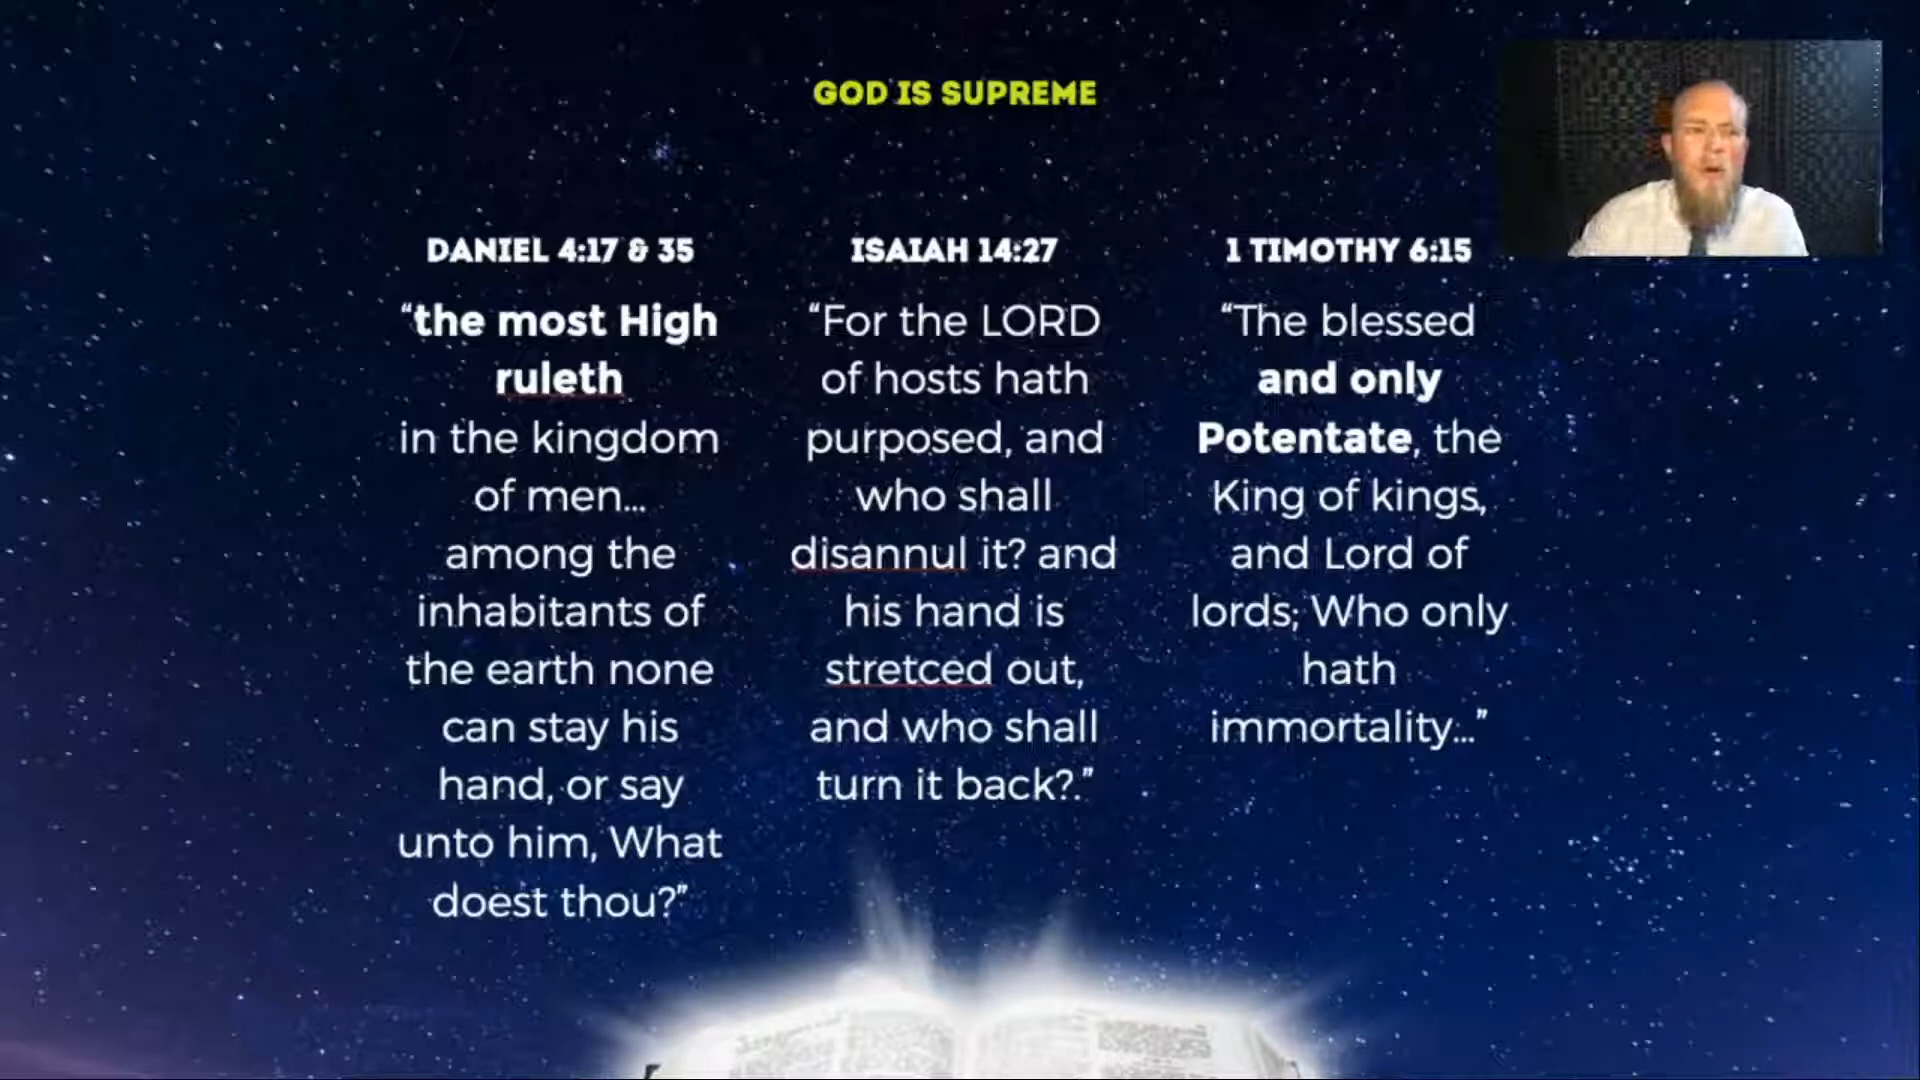 GOD IS SUPREME
DANIEL 4:17 & 35
“the most High
ruleth
in the kingdom
of men...
among the
inhabitants of
the earth none
can stay his
hand, or say
unto him, What
doest thou?”
ISAIAH 14:27
“For the LORD
of hosts hath
purposed, and
who shall
disannul it? and
his hand is
stretced out,
and who shall
turn it back?.”
1 TIMOTHY 6:15
“The blessed
and only
Potentate, the
King of kings,
and Lord of
lords; Who only
hath
immortality...”